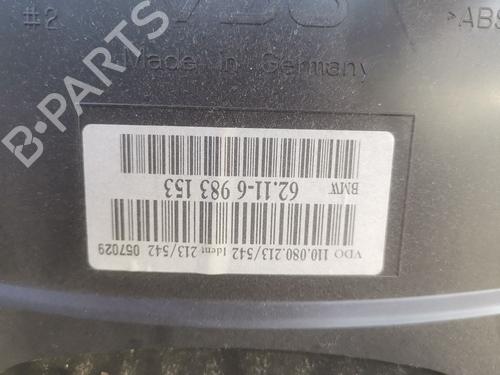 VDO
#2
>ABS
Made in Germany
B-PARTS
VDO 110.080.213/542 Ident 213/542 057029
BMW 62.11-6 983 153